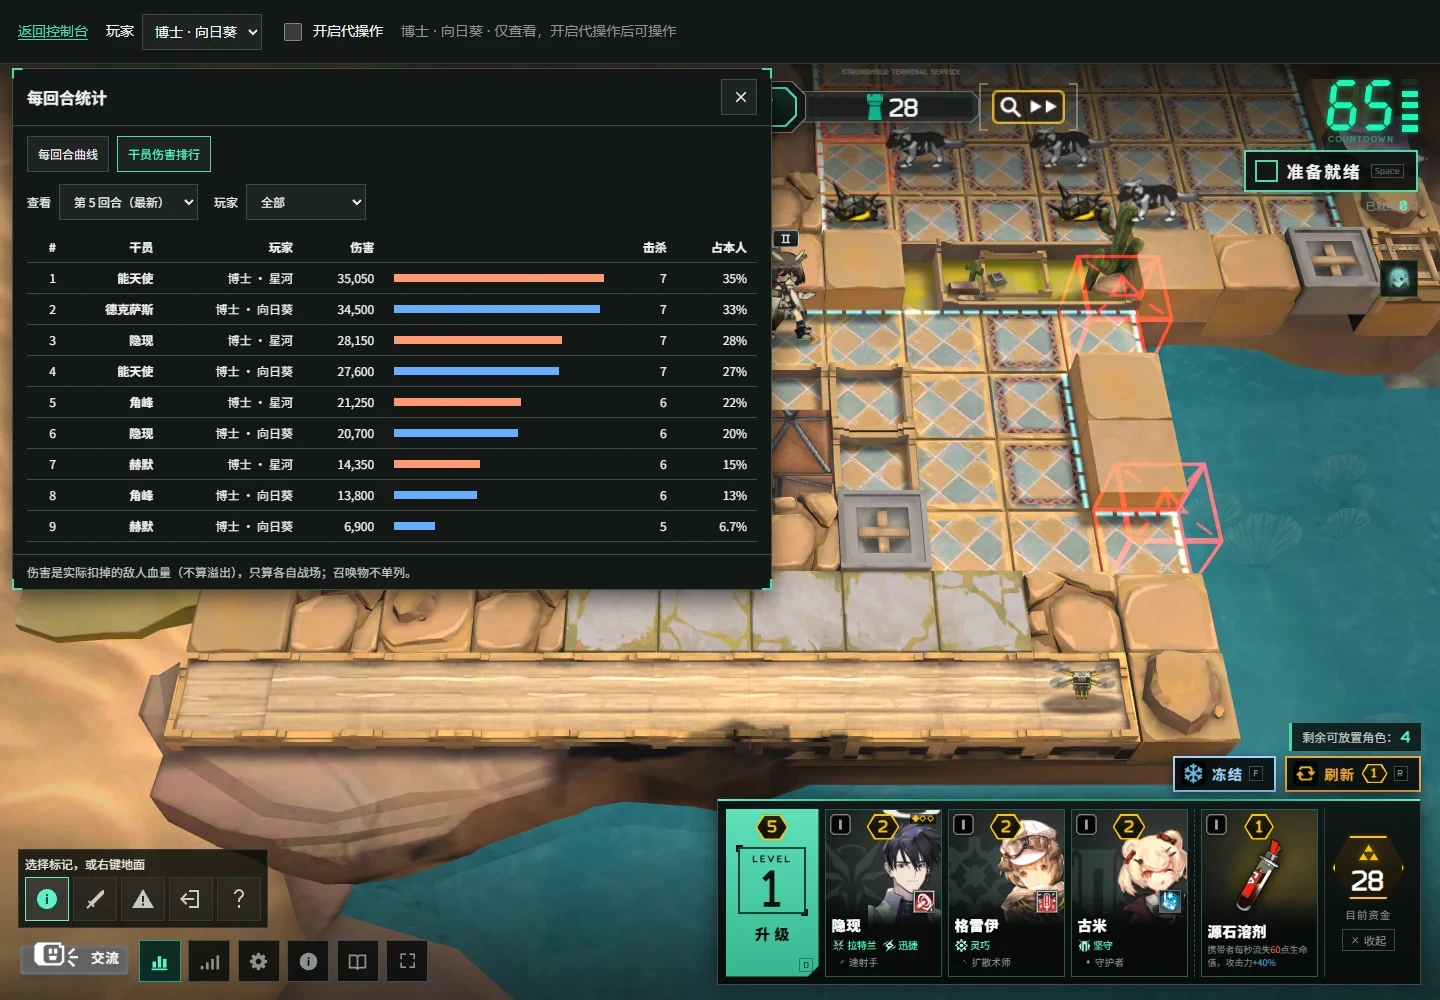 返回控制台 玩家 博士 · 向日葵 开启代操作 博士 · 向日葵 · 仅查看，开启代操作后可操作
STRONGHOLD TERMINAL SERVICE
每回合统计
28
65
COUNTDOWN
准备就绪 Space
每回合曲线 干员伤害排行
查看 第 5 回合（最新） 玩家 全部
# 干员 玩家 伤害 击杀 占本人
1 能天使 博士 · 星河 35,050 7 35%
2 德克萨斯 博士 · 向日葵 34,500 7 33%
3 隐现 博士 · 星河 28,150 7 28%
4 能天使 博士 · 向日葵 27,600 7 27%
5 角峰 博士 · 星河 21,250 6 22%
6 隐现 博士 · 向日葵 20,700 6 20%
7 赫默 博士 · 星河 14,350 6 15%
8 角峰 博士 · 向日葵 13,800 6 13%
9 赫默 博士 · 向日葵 6,900 5 6.7%
伤害是实际扣掉的敌人血量（不算溢出），只算各自战场；召唤物不单列。
II
剩余可放置角色： 4
冻结 F 刷新 1 R
5 LEVEL 1 升级 D
I 2 隐现 拉特兰 迅捷 速射手
I 2 格雷伊 灵巧 扩散术师
I 2 古米 坚守 守护者
I 1 源石溶剂
携带者每秒流失60点生命
值，攻击力+40%
28
目前资金
× 收起
选择标记，或右键地面
交流